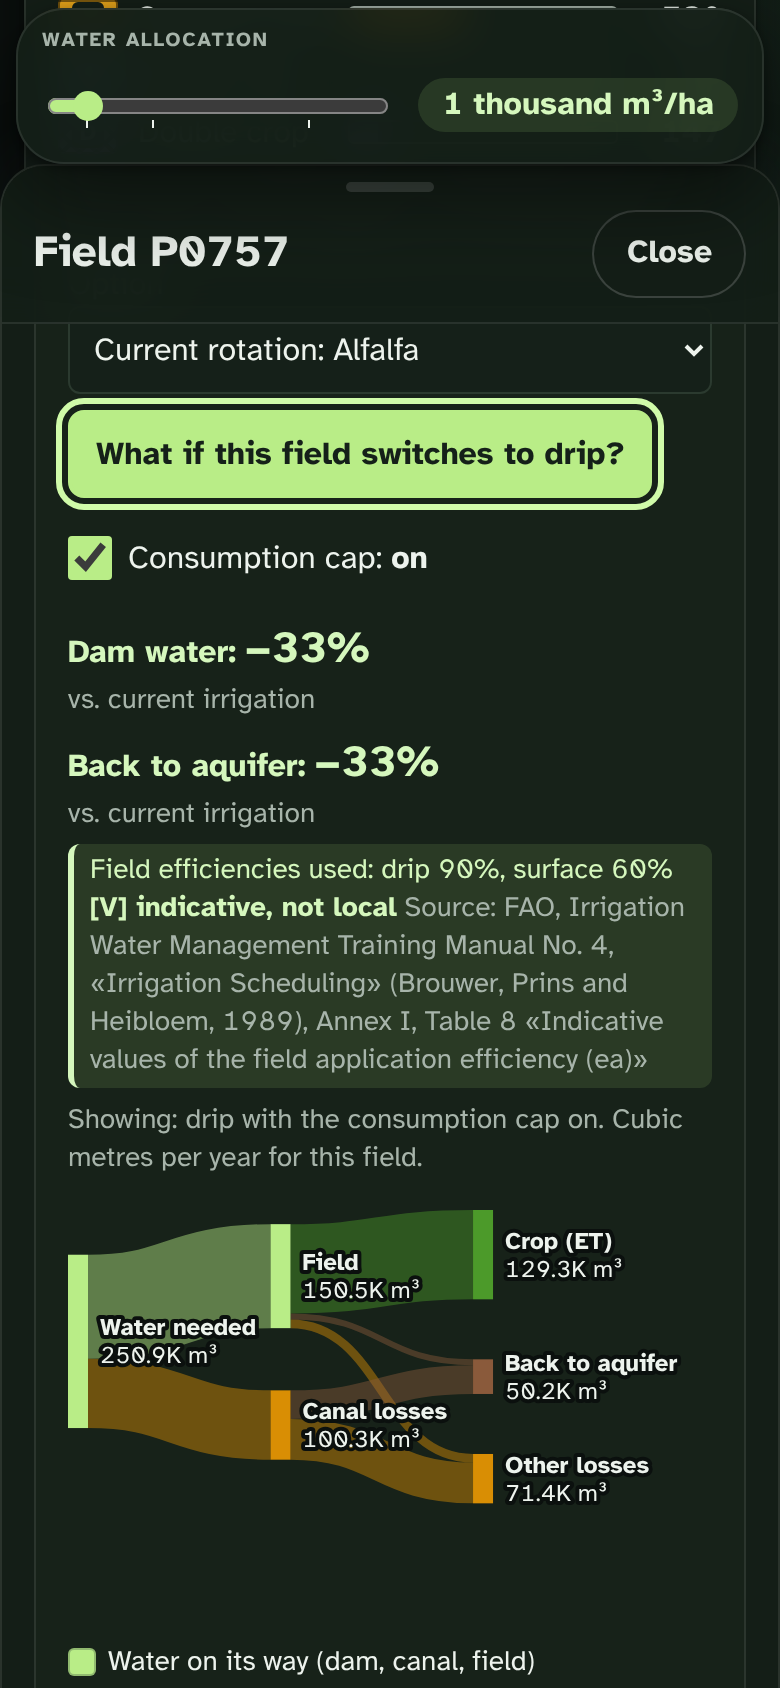 WATER ALLOCATION
1 thousand m³/ha
Field P0757
Close
Current rotation: Alfalfa
What if this field switches to drip?
Consumption cap: on
Dam water: −33%
vs. current irrigation
Back to aquifer: −33%
vs. current irrigation
Field efficiencies used: drip 90%, surface 60%
[V] indicative, not local Source: FAO, Irrigation
Water Management Training Manual No. 4,
«Irrigation Scheduling» (Brouwer, Prins and
Heibloem, 1989), Annex I, Table 8 «Indicative
values of the field application efficiency (ea)»
Showing: drip with the consumption cap on. Cubic
metres per year for this field.
Crop (ET)
129.3K m³
Field
150.5K m³
Water needed
250.9K m³
Back to aquifer
50.2K m³
Canal losses
100.3K m³
Other losses
71.4K m³
Water on its way (dam, canal, field)